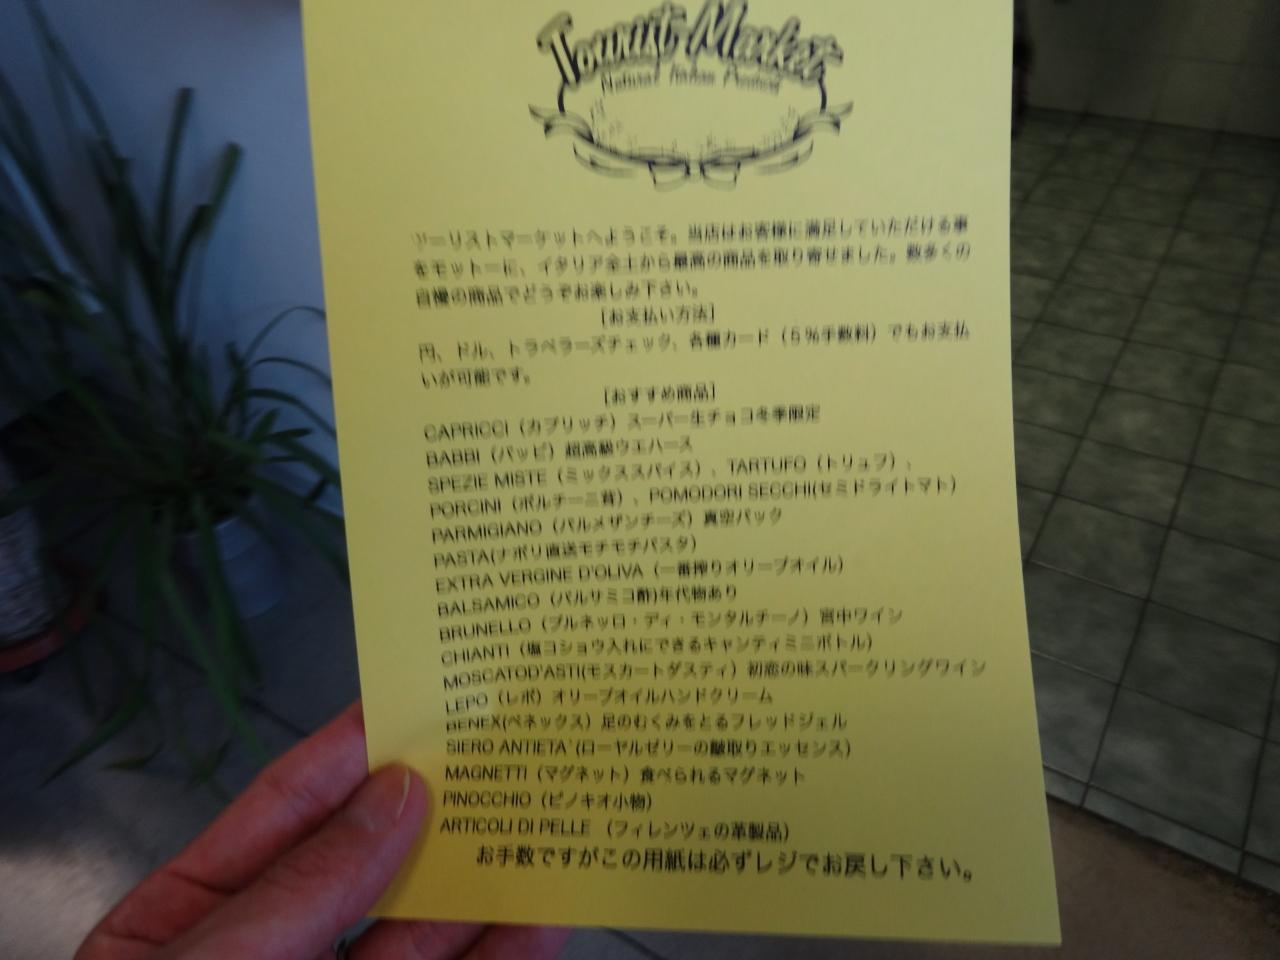 Tourist Market
Natural Italian Product
ツーリストマーケットへようこそ。当店はお客様に満足していただける事
をモットーに、イタリア全土から最高の商品を取り寄せました。数多くの
自慢の商品でどうぞお楽しみ下さい。
［お支払い方法］
円、ドル、トラベラーズチェック、各種カード（５％手数料）でもお支払
いが可能です。
［おすすめ商品］
CAPRICCI（カプリッチ）スーパー生チョコ冬季限定
BABBI（バッビ）超高級ウエハース
SPEZIE MISTE（ミックススパイス）、TARTUFO（トリュフ）、
PORCINI（ポルチーニ茸）、POMODORI SECCHI(セミドライトマト）
PARMIGIANO（パルメザンチーズ）真空パック
PASTA(ナポリ直送モチモチパスタ）
EXTRA VERGINE D'OLIVA（一番搾りオリーブオイル）
BALSAMICO（バルサミコ酢)年代物あり
BRUNELLO（ブルネッロ・ディ・モンタルチーノ）宮中ワイン
CHIANTI（塩コショウ入れにできるキャンティミニボトル）
MOSCATOD'ASTI(モスカートダスティ）初恋の味スパークリングワイン
LEPO（レポ）オリーブオイルハンドクリーム
BENEX(ベネックス）足のむくみをとるフレッドジェル
SIERO ANTIETA`(ローヤルゼリーの皺取りエッセンス）
MAGNETTI（マグネット）食べられるマグネット
PINOCCHIO（ピノキオ小物）
ARTICOLI DI PELLE （フィレンツェの革製品）
お手数ですがこの用紙は必ずレジでお戻し下さい。